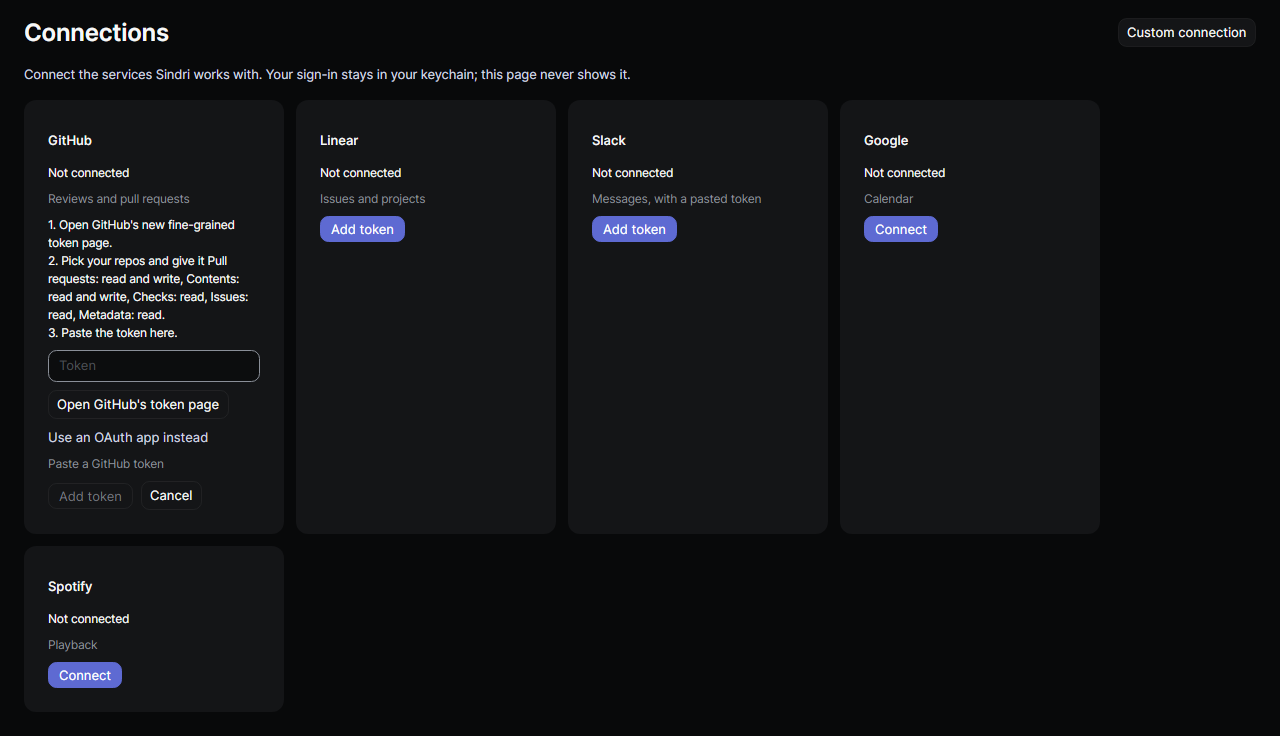 Connections
Custom connection
Connect the services Sindri works with. Your sign-in stays in your keychain; this page never shows it.
GitHub
Not connected
Reviews and pull requests
1. Open GitHub's new fine-grained
token page.
2. Pick your repos and give it Pull
requests: read and write, Contents:
read and write, Checks: read, Issues:
read, Metadata: read.
3. Paste the token here.
Token
Open GitHub's token page
Use an OAuth app instead
Paste a GitHub token
Add token
Cancel
Linear
Not connected
Issues and projects
Add token
Slack
Not connected
Messages, with a pasted token
Add token
Google
Not connected
Calendar
Connect
Spotify
Not connected
Playback
Connect